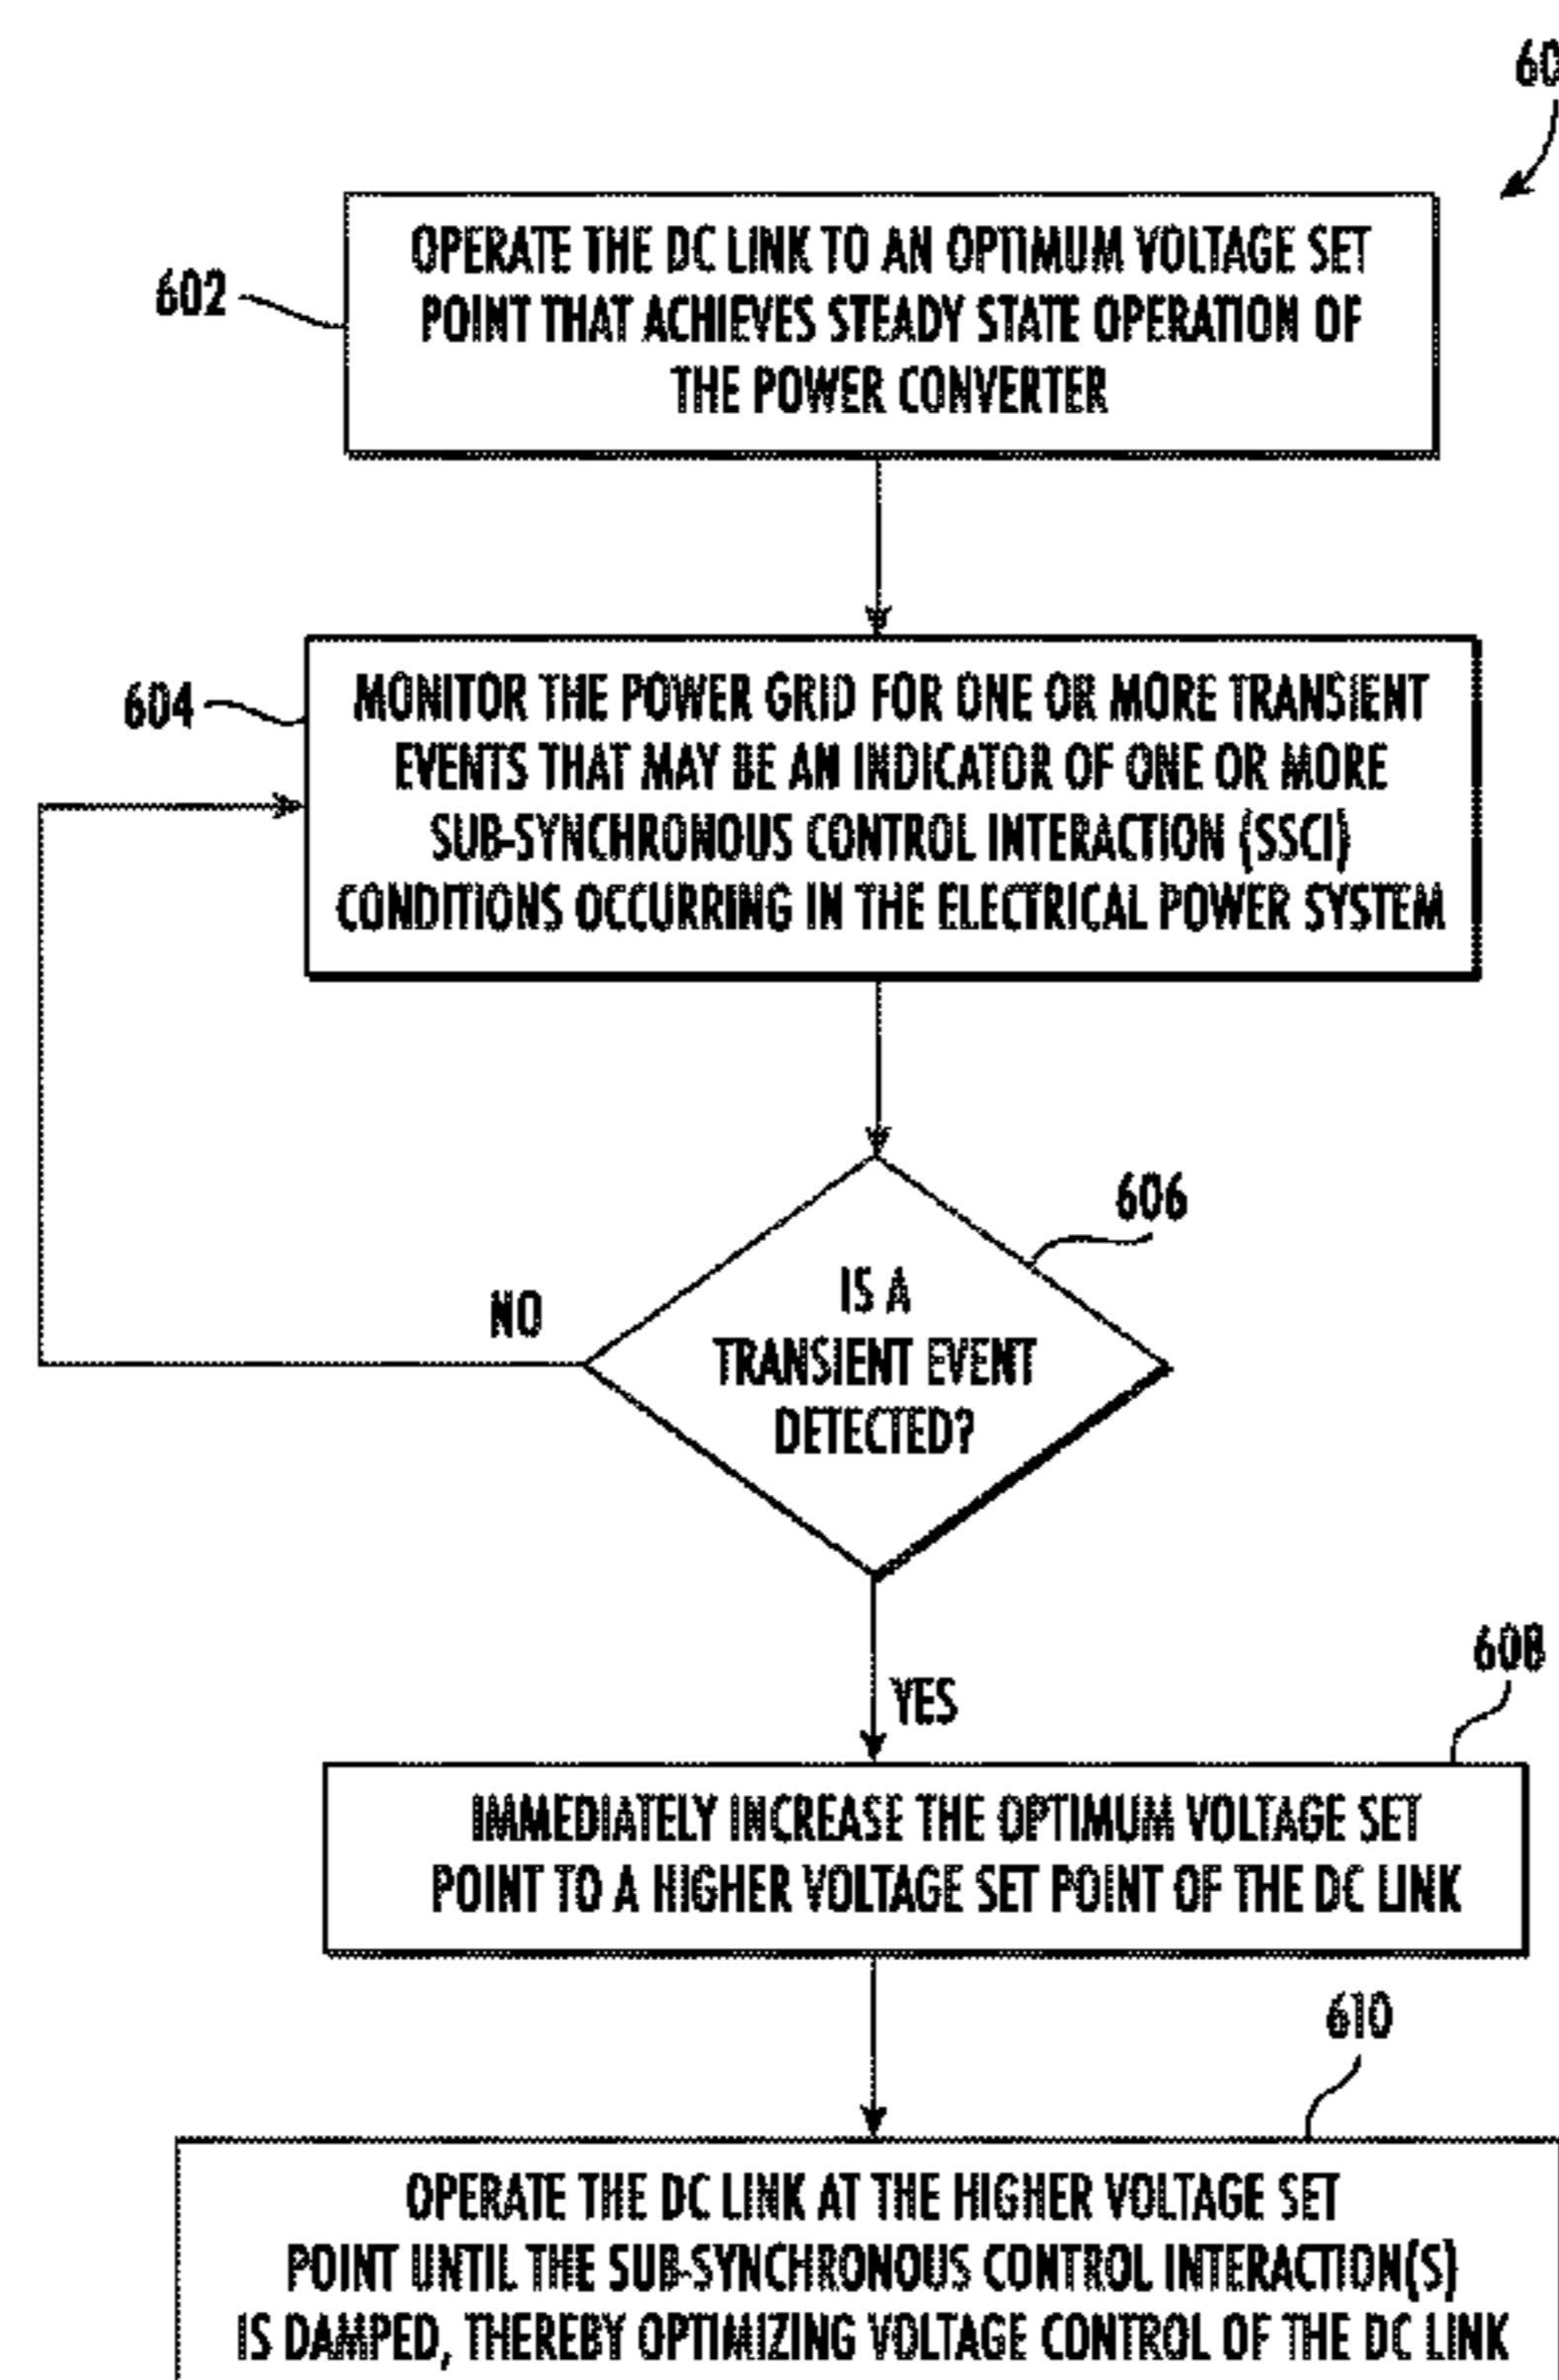 602
OPERATE THE DC LINK TO AN OPTIMUM VOLTAGE SET
POINT THAT ACHIEVES STEADY STATE OPERATION OF
THE POWER CONVERTER
604
MONITOR THE POWER GRID FOR ONE OR MORE TRANSIENT
EVENTS THAT MAY BE AN INDICATOR OF ONE OR MORE
SUB-SYNCHRONOUS CONTROL INTERACTION (SSCI)
CONDITIONS OCCURRING IN THE ELECTRICAL POWER SYSTEM
606
IS A
TRANSIENT EVENT
DETECTED?
NO
YES
608
IMMEDIATELY INCREASE THE OPTIMUM VOLTAGE SET
POINT TO A HIGHER VOLTAGE SET POINT OF THE DC LINK
610
OPERATE THE DC LINK AT THE HIGHER VOLTAGE SET
POINT UNTIL THE SUB-SYNCHRONOUS CONTROL INTERACTION(S)
IS DAMPED, THEREBY OPTIMIZING VOLTAGE CONTROL OF THE DC LINK